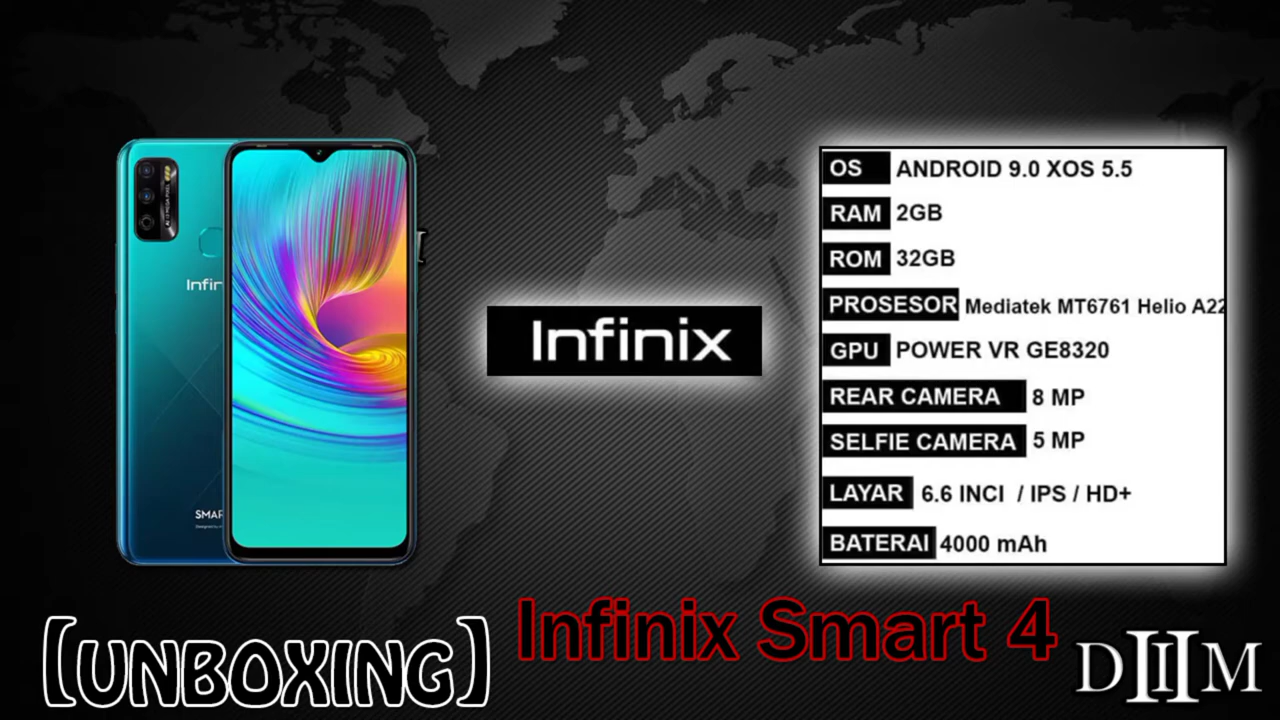 Infin
SMAR
Infinix
OS ANDROID 9.0 XOS 5.5
RAM 2GB
ROM 32GB
PROSESOR Mediatek MT6761 Helio A22
GPU POWER VR GE8320
REAR CAMERA 8 MP
SELFIE CAMERA 5 MP
LAYAR 6.6 INCI / IPS / HD+
BATERAI 4000 mAh
[UNBOXING]
Infinix Smart 4
DIIM